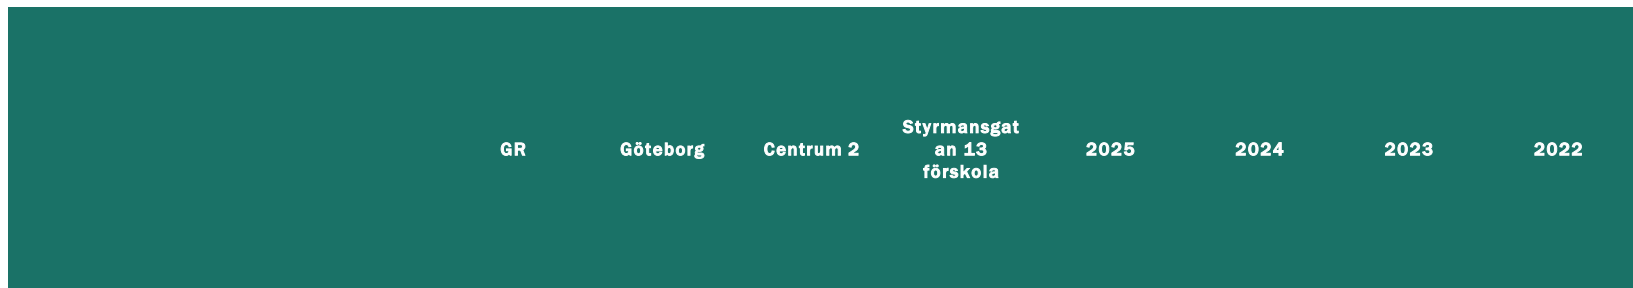 GR Göteborg Centrum 2 Styrmansgat
an 13
förskola 2025 2024 2023 2022